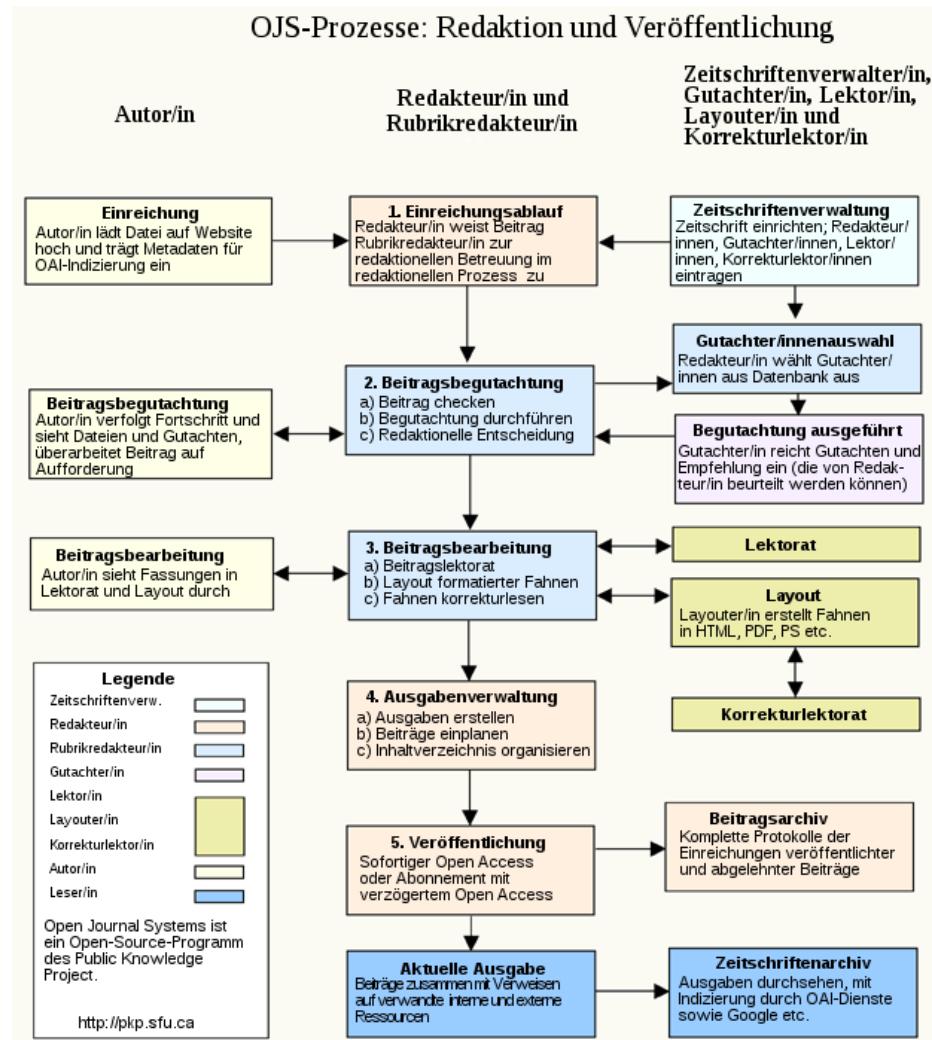 OJS-Prozesse: Redaktion und Veröffentlichung
Autor/in
Redakteur/in und
Rubrikredakteur/in
Zeitschriftenverwalter/in,
Gutachter/in, Lektor/in,
Layouter/in und
Korrekturlektor/in
Einreichung
Autor/in lädt Datei auf Website
hoch und trägt Metadaten für
OAI-Indizierung ein
1. Einreichungsablauf
Redakteur/in weist Beitrag
Rubrikredakteur/in zur
redaktionellen Betreuung im
redaktionellen Prozess zu
Zeitschriftenverwaltung
Zeitschrift einrichten; Redakteur/
innen, Gutachter/innen, Lektor/
innen, Korrekturlektor/innen
eintragen
Gutachter/innenauswahl
Redakteur/in wählt Gutachter/
innen aus Datenbank aus
2. Beitragsbegutachtung
a) Beitrag checken
b) Begutachtung durchführen
c) Redaktionelle Entscheidung
Beitragsbegutachtung
Autor/in verfolgt Fortschritt und
sieht Dateien und Gutachten,
überarbeitet Beitrag auf
Aufforderung
Begutachtung ausgeführt
Gutachter/in reicht Gutachten und
Empfehlung ein (die von Redak-
teur/in beurteilt werden können)
Beitragsbearbeitung
Autor/in sieht Fassungen in
Lektorat und Layout durch
3. Beitragsbearbeitung
a) Beitragslektorat
b) Layout formatierter Fahnen
c) Fahnen korrekturlesen
Lektorat
Layout
Layouter/in erstellt Fahnen
in HTML, PDF, PS etc.
Korrekturlektorat
4. Ausgabenverwaltung
a) Ausgaben erstellen
b) Beiträge einplanen
c) Inhaltverzeichnis organisieren
Legende
Zeitschriftenverw.
Redakteur/in
Rubrikredakteur/in
Gutachter/in
Lektor/in
Layouter/in
Korrekturlektor/in
Autor/in
Leser/in
Open Journal Systems ist
ein Open-Source-Programm
des Public Knowledge
Project.
http://pkp.sfu.ca
5. Veröffentlichung
Sofortiger Open Access
oder Abonnement mit
verzögertem Open Access
Beitragsarchiv
Komplette Protokolle der
Einreichungen veröffentlichter
und abgelehnter Beiträge
Aktuelle Ausgabe
Beiträge zusammen mit Verweisen
auf verwandte interne und externe
Ressourcen
Zeitschriftenarchiv
Ausgaben durchsehen, mit
Indizierung durch OAI-Dienste
sowie Google etc.